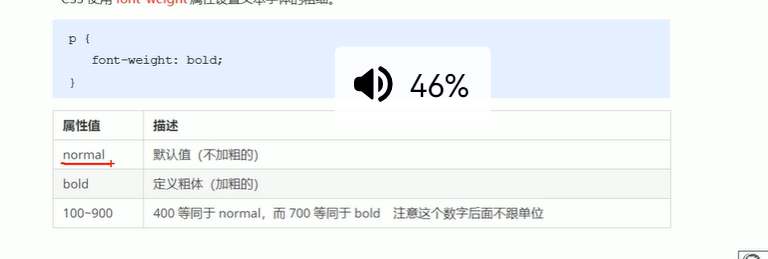 CSS 使用 font-weight 属性设置文本字体的粗细。
p {
font-weight: bold;
}
46%
属性值 描述
normal 默认值 (不加粗的)
bold 定义粗体 (加粗的)
100~900 400 等同于 normal，而 700 等同于 bold 注意这个数字后面不跟单位